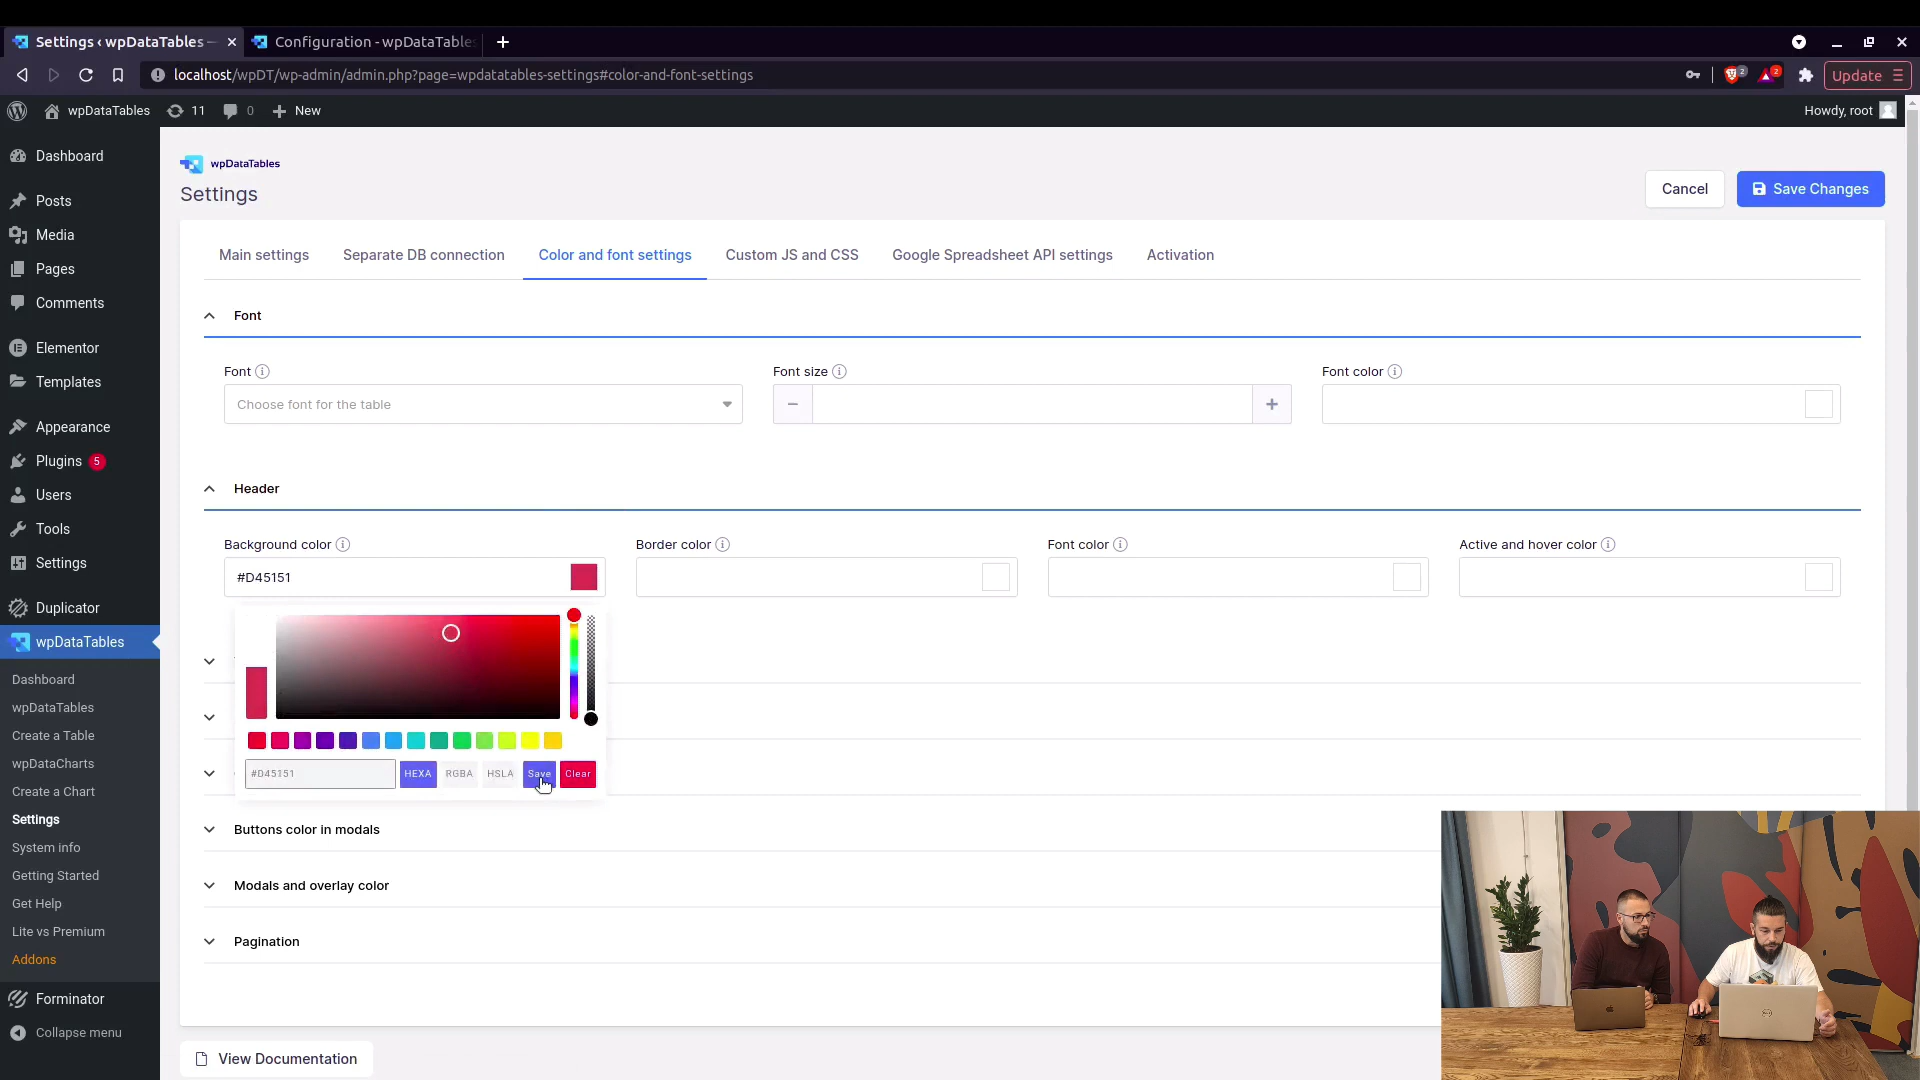 Settings ‹ wpDataTables —
Configuration - wpDataTables
localhost/wpDT/wp-admin/admin.php?page=wpdatatables-settings#color-and-font-settings
2
2
Update
wpDataTables
11
0
New
Howdy, root
Dashboard
Posts
Media
Pages
Comments
Elementor
Templates
Appearance
Plugins 5
Users
Tools
Settings
Duplicator
wpDataTables
Dashboard
wpDataTables
Create a Table
wpDataCharts
Create a Chart
Settings
System info
Getting Started
Get Help
Lite vs Premium
Addons
Forminator
Collapse menu
wpDataTables
Settings
Cancel
Save Changes
Main settings
Separate DB connection
Color and font settings
Custom JS and CSS
Google Spreadsheet API settings
Activation
Font
Font
Font size
Font color
Choose font for the table
Header
Background color
Border color
Font color
Active and hover color
#D45151
#D45151
HEXA
RGBA
HSLA
Save
Clear
Buttons color in modals
Modals and overlay color
Pagination
View Documentation